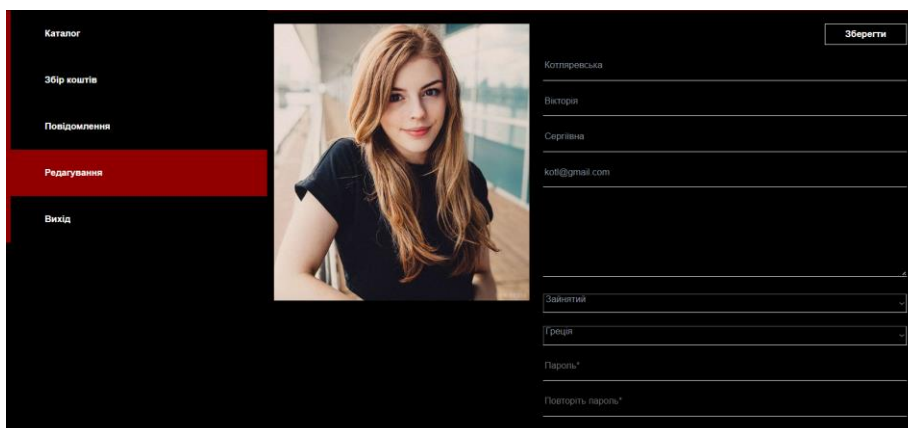 Каталог
Збір коштів
Повідомлення
Редагування
Вихід
Зберегти
Котляревська
Вікторія
Сергіївна
kotl@gmail.com
Зайнятий
Греція
Пароль*
Повторіть пароль*